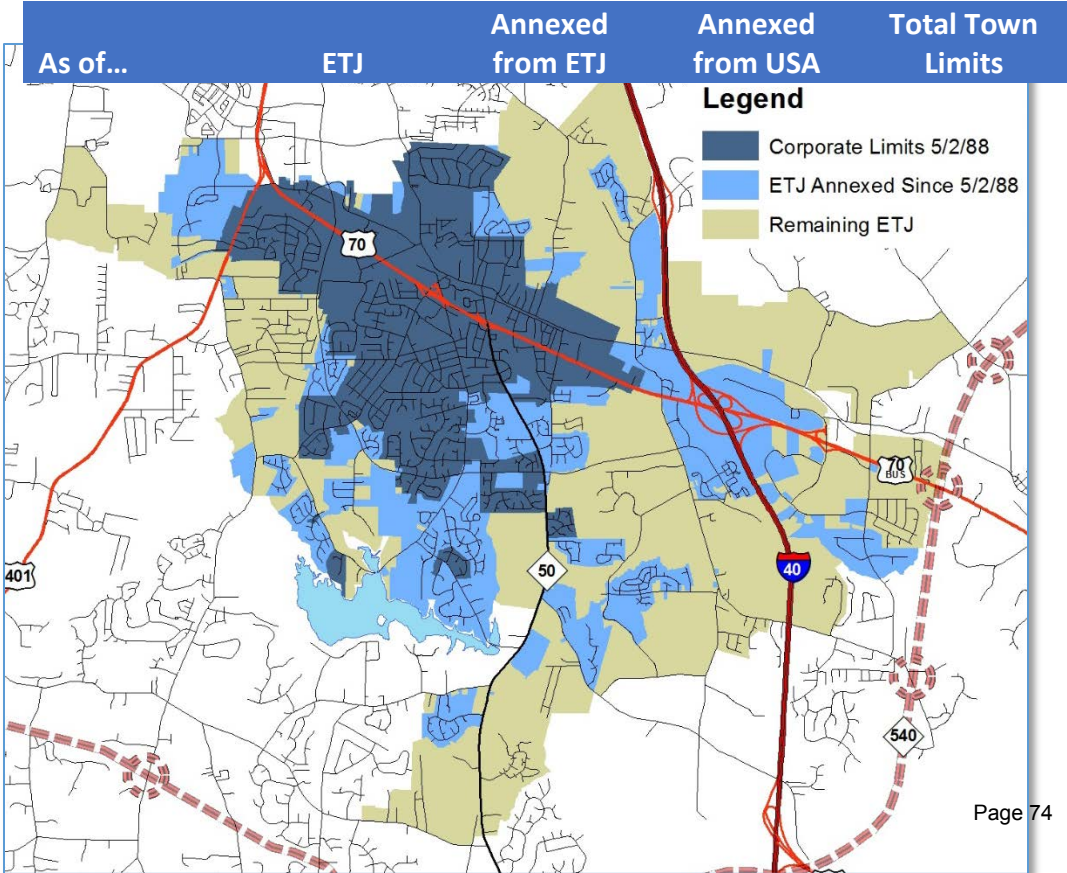 As of... ETJ Annexed from ETJ Annexed from USA Total Town Limits
Legend
Corporate Limits 5/2/88
ETJ Annexed Since 5/2/88
Remaining ETJ
70
70
BUS
401
50
40
540
Page 74